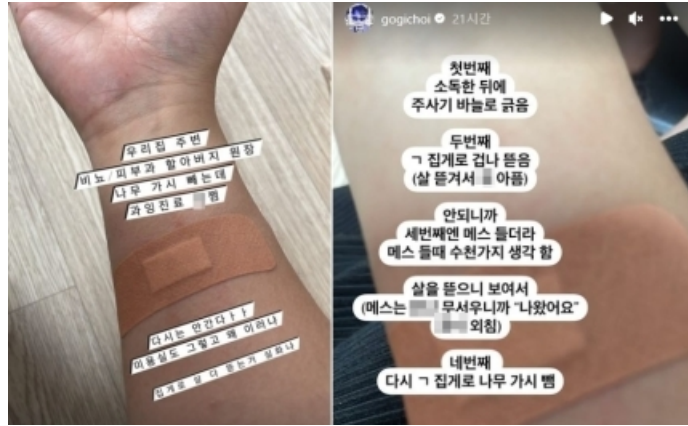 우리집 주변
비뇨/피부과 할아버지 원장
나무 가시 빼는데
과잉진료 쩜
다시는 안간다ㅏㅏ
미용실도 그렇고 왜 이러냐
집게로 살 다 뜯는거 실화냐
gogichoi 21시간
첫번째
소독한 뒤에
주사기 바늘로 긁음
두번째
ㄱ 집게로 겁나 뜯음
(살 뜯겨서 아픔)
안되니까
세번째엔 메스 들더라
메스 들때 수천가지 생각 함
살을 뜯으니 보여서
(메스는 무서우니까 “나왔어요”
외침)
네번째
다시 ㄱ 집게로 나무 가시 뺌